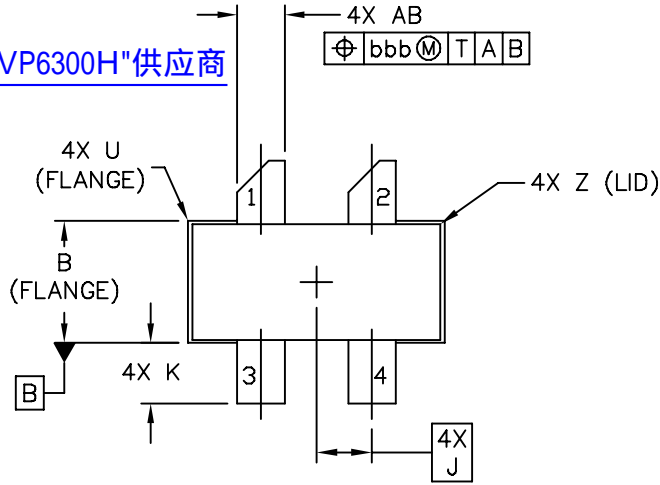 4X AB
⌖ bbb Ⓜ T A B
VP6300H"供应商
4X U
(FLANGE)
1
2
4X Z (LID)
B
(FLANGE)
4X K
B
3
4
4X
J